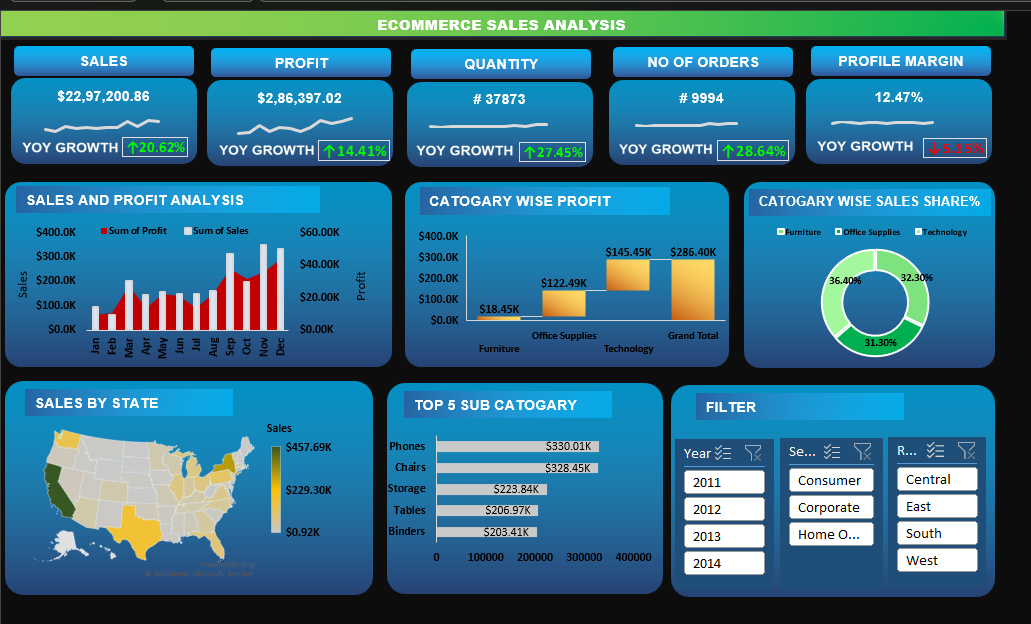 ECOMMERCE SALES ANALYSIS
SALES
PROFIT
QUANTITY
NO OF ORDERS
PROFILE MARGIN
$22,97,200.86
$2,86,397.02
# 37873
# 9994
12.47%
YOY GROWTH ↑20.62%
YOY GROWTH ↑14.41%
YOY GROWTH ↑27.45%
YOY GROWTH ↑28.64%
YOY GROWTH ↓5.15%
SALES AND PROFIT ANALYSIS
Sum of Profit
Sum of Sales
$400.0K
$300.0K
$200.0K
$100.0K
$0.0K
Sales
$60.00K
$40.00K
$20.00K
$0.00K
Profit
Jan
Feb
Mar
Apr
May
Jun
Jul
Aug
Sep
Oct
Nov
Dec
CATOGARY WISE PROFIT
$400.0K
$300.0K
$200.0K
$100.0K
$0.0K
$18.45K
$122.49K
$145.45K
$286.40K
Furniture
Office Supplies
Technology
Grand Total
CATOGARY WISE SALES SHARE%
Furniture
Office Supplies
Technology
36.40%
32.30%
31.30%
SALES BY STATE
Sales
$457.69K
$229.30K
$0.92K
Powered by Bing
© GeoNames, Microsoft, TomTom
TOP 5 SUB CATOGARY
Phones $330.01K
Chairs $328.45K
Storage $223.84K
Tables $206.97K
Binders $203.41K
0 100000 200000 300000 400000
FILTER
Year
2011
2012
2013
2014
Se...
Consumer
Corporate
Home O...
R...
Central
East
South
West